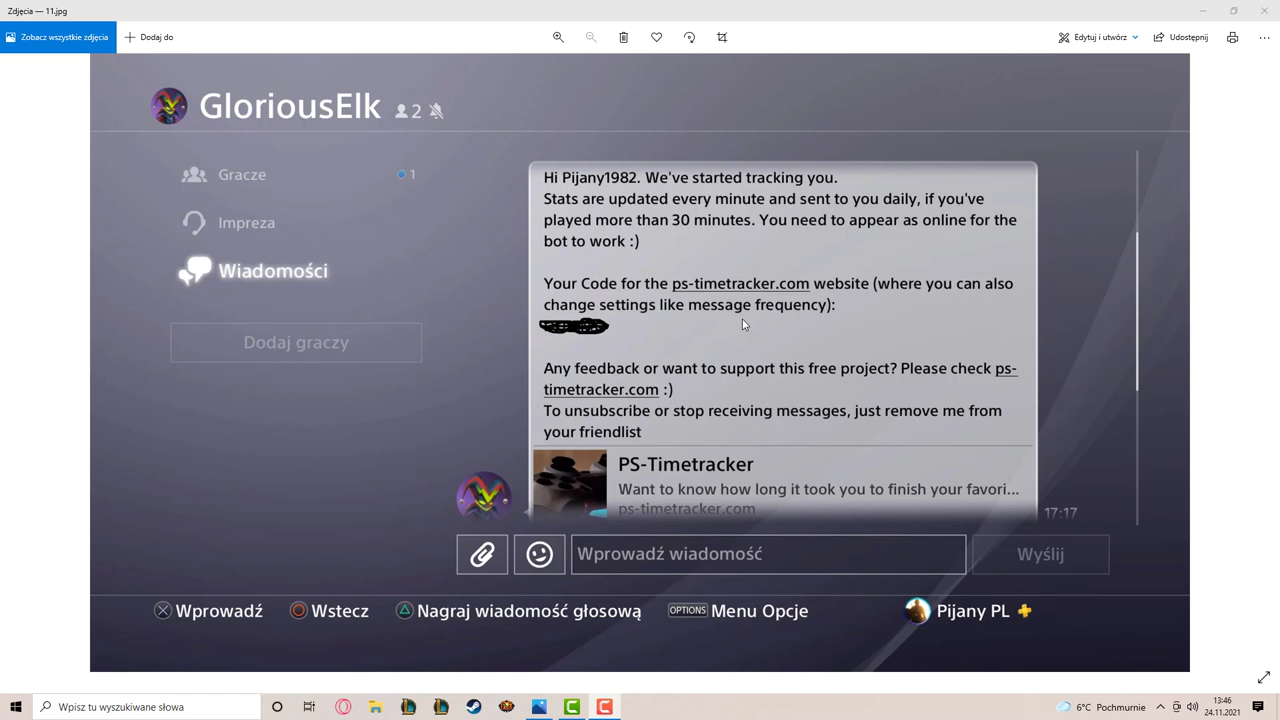 Zdjęcia — 11.jpg
Zobacz wszystkie zdjęcia
Dodaj do
Edytuj i utwórz
Udostępnij
GloriousElk
2
Gracze
1
Impreza
Wiadomości
Dodaj graczy
Hi Pijany1982. We've started tracking you.
Stats are updated every minute and sent to you daily, if you've
played more than 30 minutes. You need to appear as online for the
bot to work :)
Your Code for the ps-timetracker.com website (where you can also
change settings like message frequency):
Any feedback or want to support this free project? Please check ps-
timetracker.com :)
To unsubscribe or stop receiving messages, just remove me from
your friendlist
PS-Timetracker
Want to know how long it took you to finish your favori...
ps-timetracker.com
17:17
Wprowadź wiadomość
Wyślij
Wprowadź
Wstecz
Nagraj wiadomość głosową
OPTIONS Menu Opcje
Pijany PL
Wpisz tu wyszukiwane słowa
6°C Pochmurnie
13:46
24.11.2021